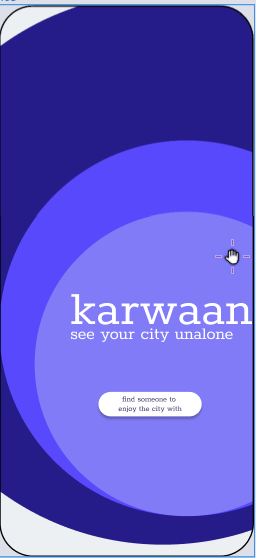 karwaan
see your city unalone
find someone to
enjoy the city with